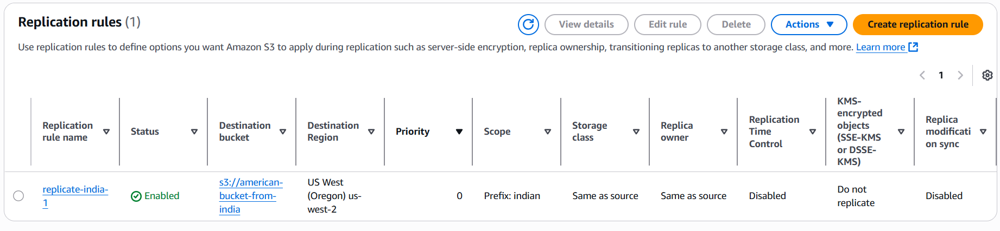 Replication rules (1)
View details
Edit rule
Delete
Actions
Create replication rule
Use replication rules to define options you want Amazon S3 to apply during replication such as server-side encryption, replica ownership, transitioning replicas to another storage class, and more. Learn more
1
Replication
rule name
Status
Destination
bucket
Destination
Region
Priority
Scope
Storage
class
Replica
owner
Replication
Time
Control
KMS-
encrypted
objects
(SSE-KMS
or DSSE-
KMS)
Replica
modificati
on sync
replicate-india-
1
Enabled
s3://american-
bucket-from-
india
US West
(Oregon) us-
west-2
0
Prefix: indian
Same as source
Same as source
Disabled
Do not
replicate
Disabled